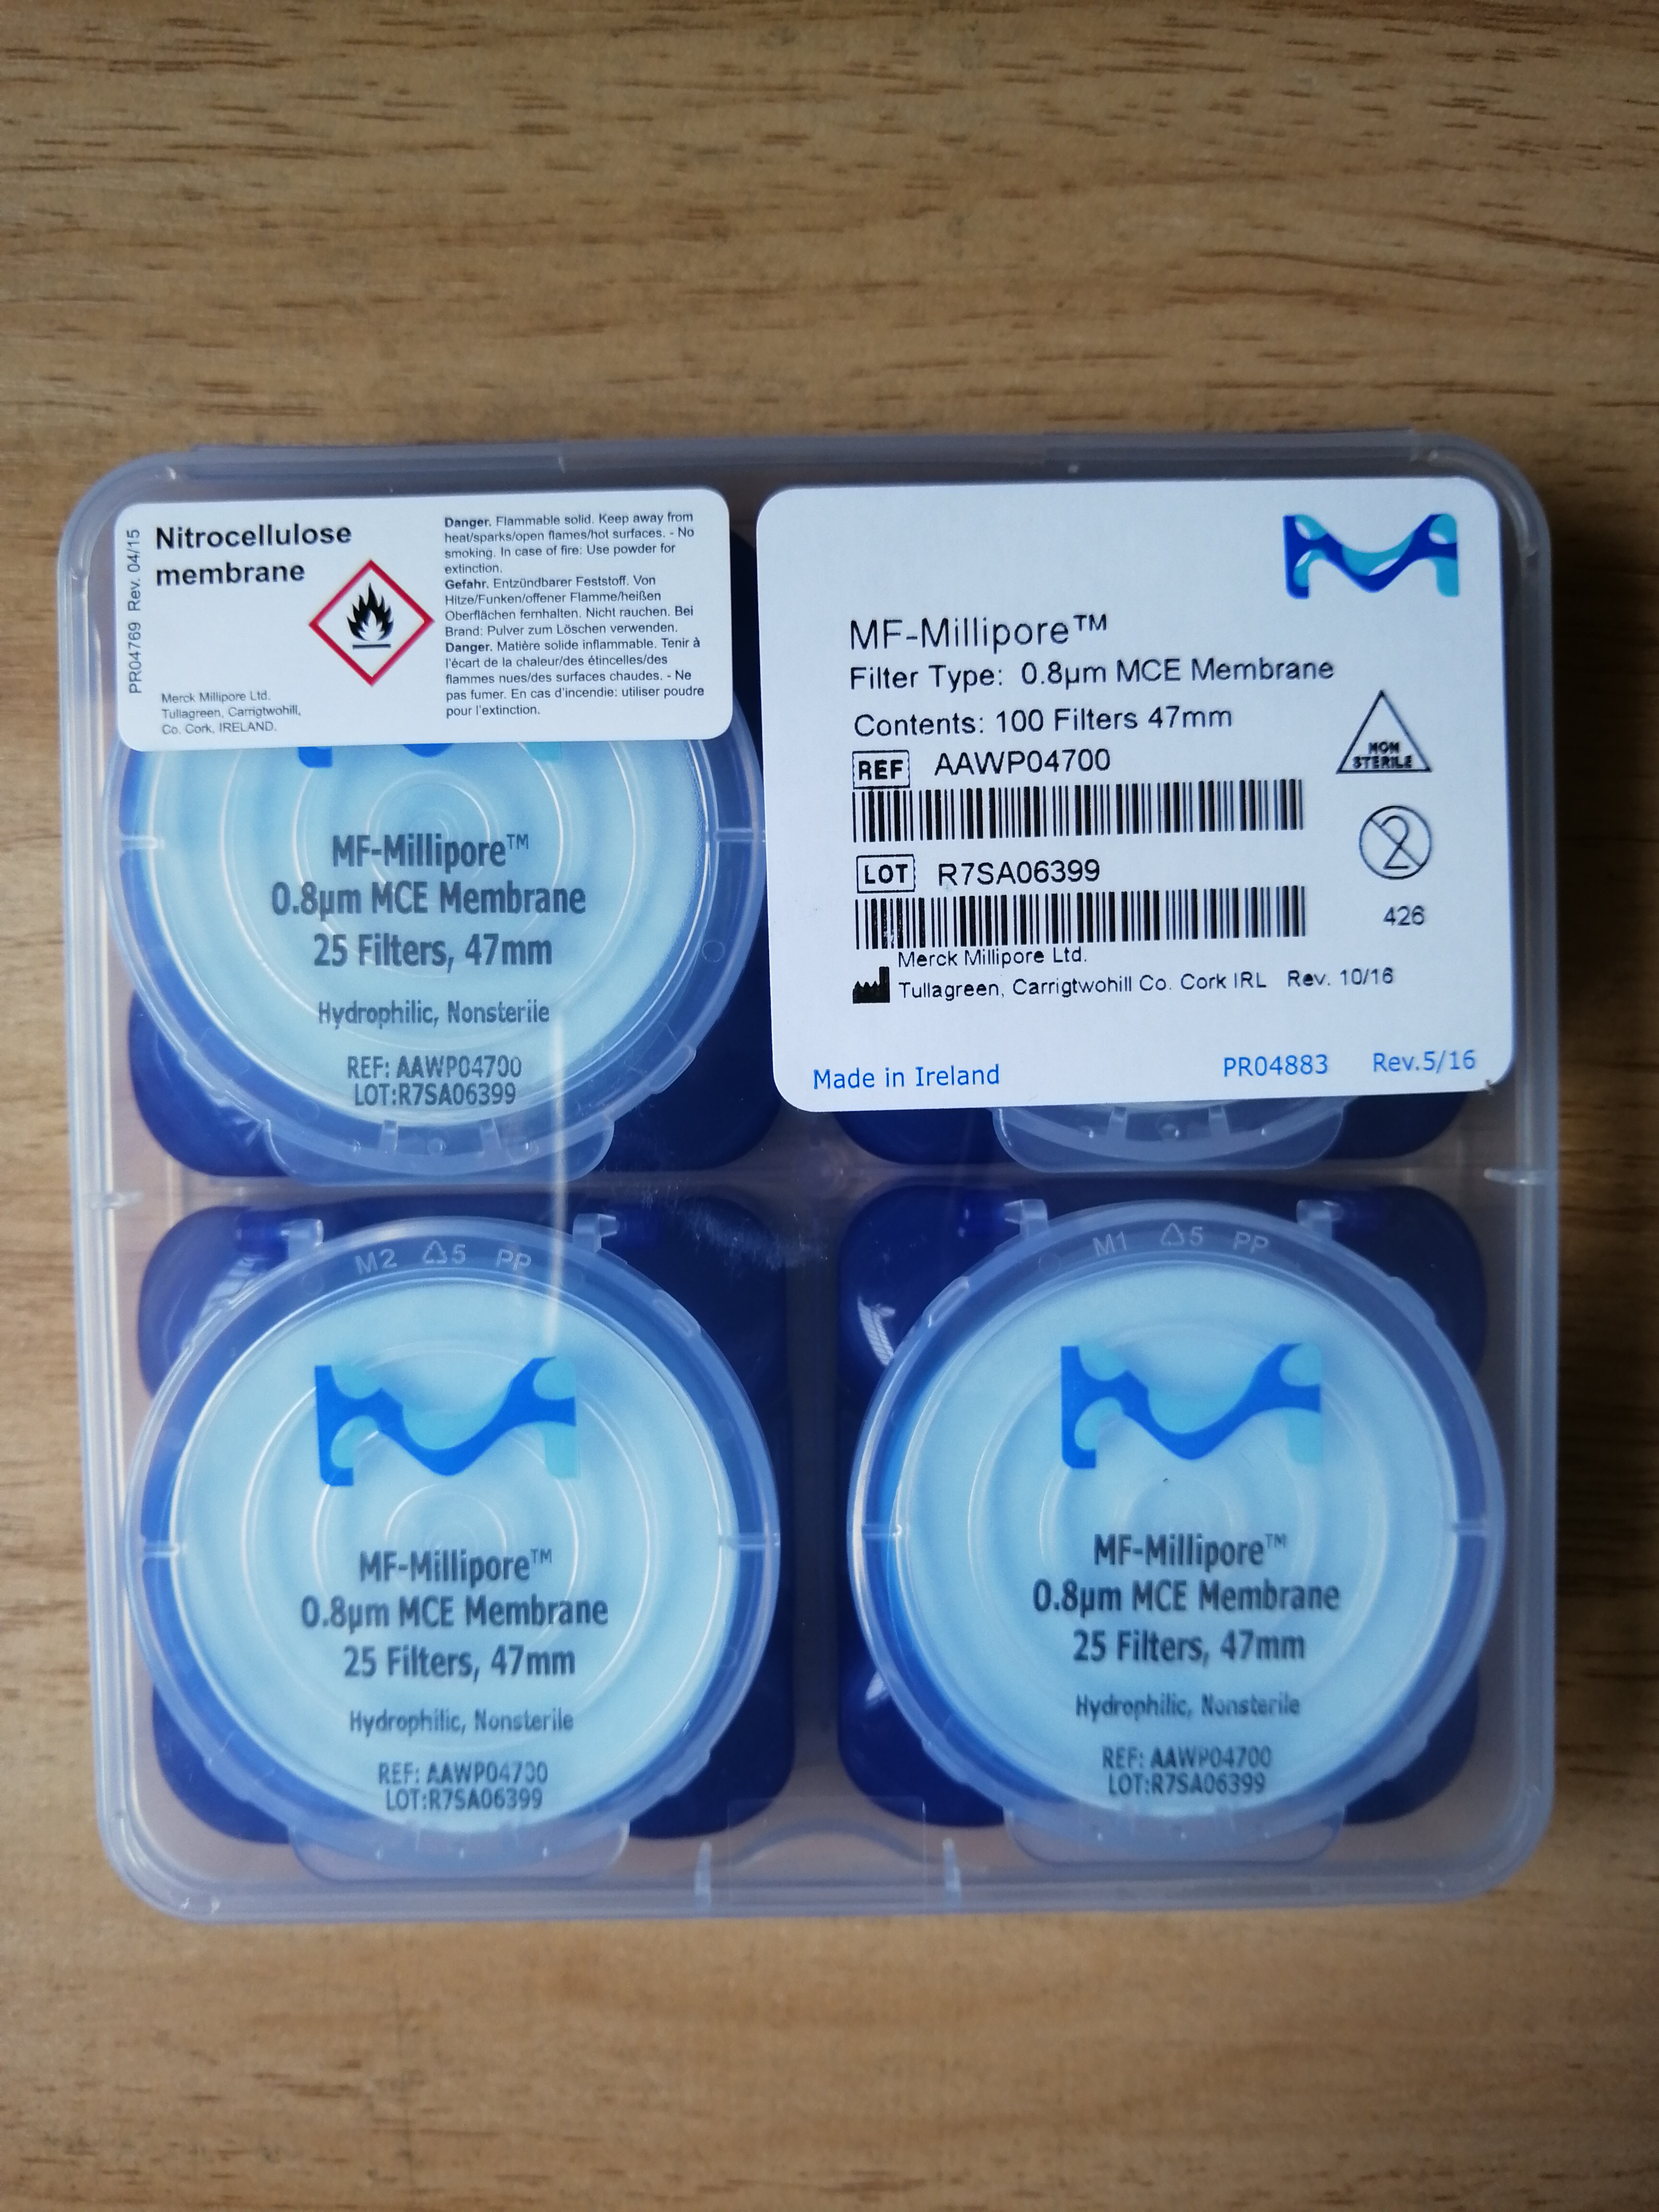 PR04769 Rev. 04/15
Nitrocellulose
membrane
Merck Millipore Ltd.
Tullagreen, Carrigtwohill,
Co. Cork, IRELAND.
Danger. Flammable solid. Keep away from
heat/sparks/open flames/hot surfaces. - No
smoking. In case of fire: Use powder for
extinction.
Gefahr. Entzündbarer Feststoff. Von
Hitze/Funken/offener Flamme/heißen
Oberflächen fernhalten. Nicht rauchen. Bei
Brand: Pulver zum Löschen verwenden.
Danger. Matière solide inflammable. Tenir à
l'écart de la chaleur/des étincelles/des
flammes nues/des surfaces chaudes. - Ne
pas fumer. En cas d'incendie: utiliser poudre
pour l'extinction.
MF-Millipore™
Filter Type: 0.8µm MCE Membrane
Contents: 100 Filters 47mm
REF AAWP04700
NON
STERILE
LOT R7SA06399
2
426
Merck Millipore Ltd.
Tullagreen, Carrigtwohill Co. Cork IRL Rev. 10/16
Made in Ireland PR04883 Rev.5/16
MF-Millipore™
0.8µm MCE Membrane
25 Filters, 47mm
Hydrophilic, Nonsterile
REF: AAWP04700
LOT:R7SA06399
M2 5 PP
MF-Millipore™
0.8µm MCE Membrane
25 Filters, 47mm
Hydrophilic, Nonsterile
REF: AAWP04700
LOT:R7SA06399
M1 5 PP
MF-Millipore™
0.8µm MCE Membrane
25 Filters, 47mm
Hydrophilic, Nonsterile
REF: AAWP04700
LOT:R7SA06399